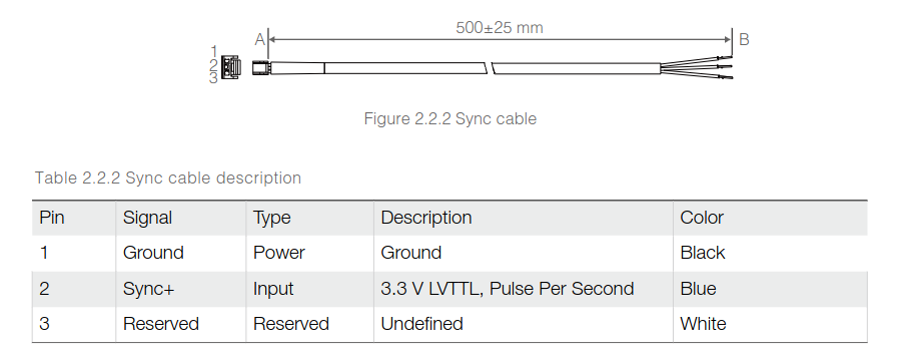 500±25 mm
A B
1
2
3
Figure 2.2.2 Sync cable
Table 2.2.2 Sync cable description
Pin Signal Type Description Color
1 Ground Power Ground Black
2 Sync+ Input 3.3 V LVTTL, Pulse Per Second Blue
3 Reserved Reserved Undefined White